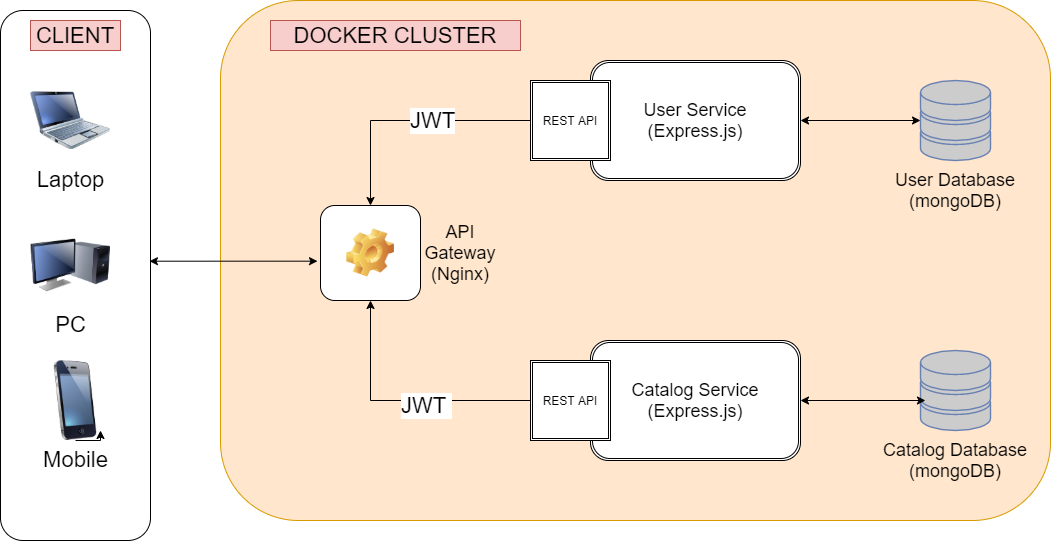 CLIENT
DOCKER CLUSTER
Laptop
PC
Mobile
JWT
REST API
User Service
(Express.js)
User Database
(mongoDB)
API
Gateway
(Nginx)
JWT
REST API
Catalog Service
(Express.js)
Catalog Database
(mongoDB)